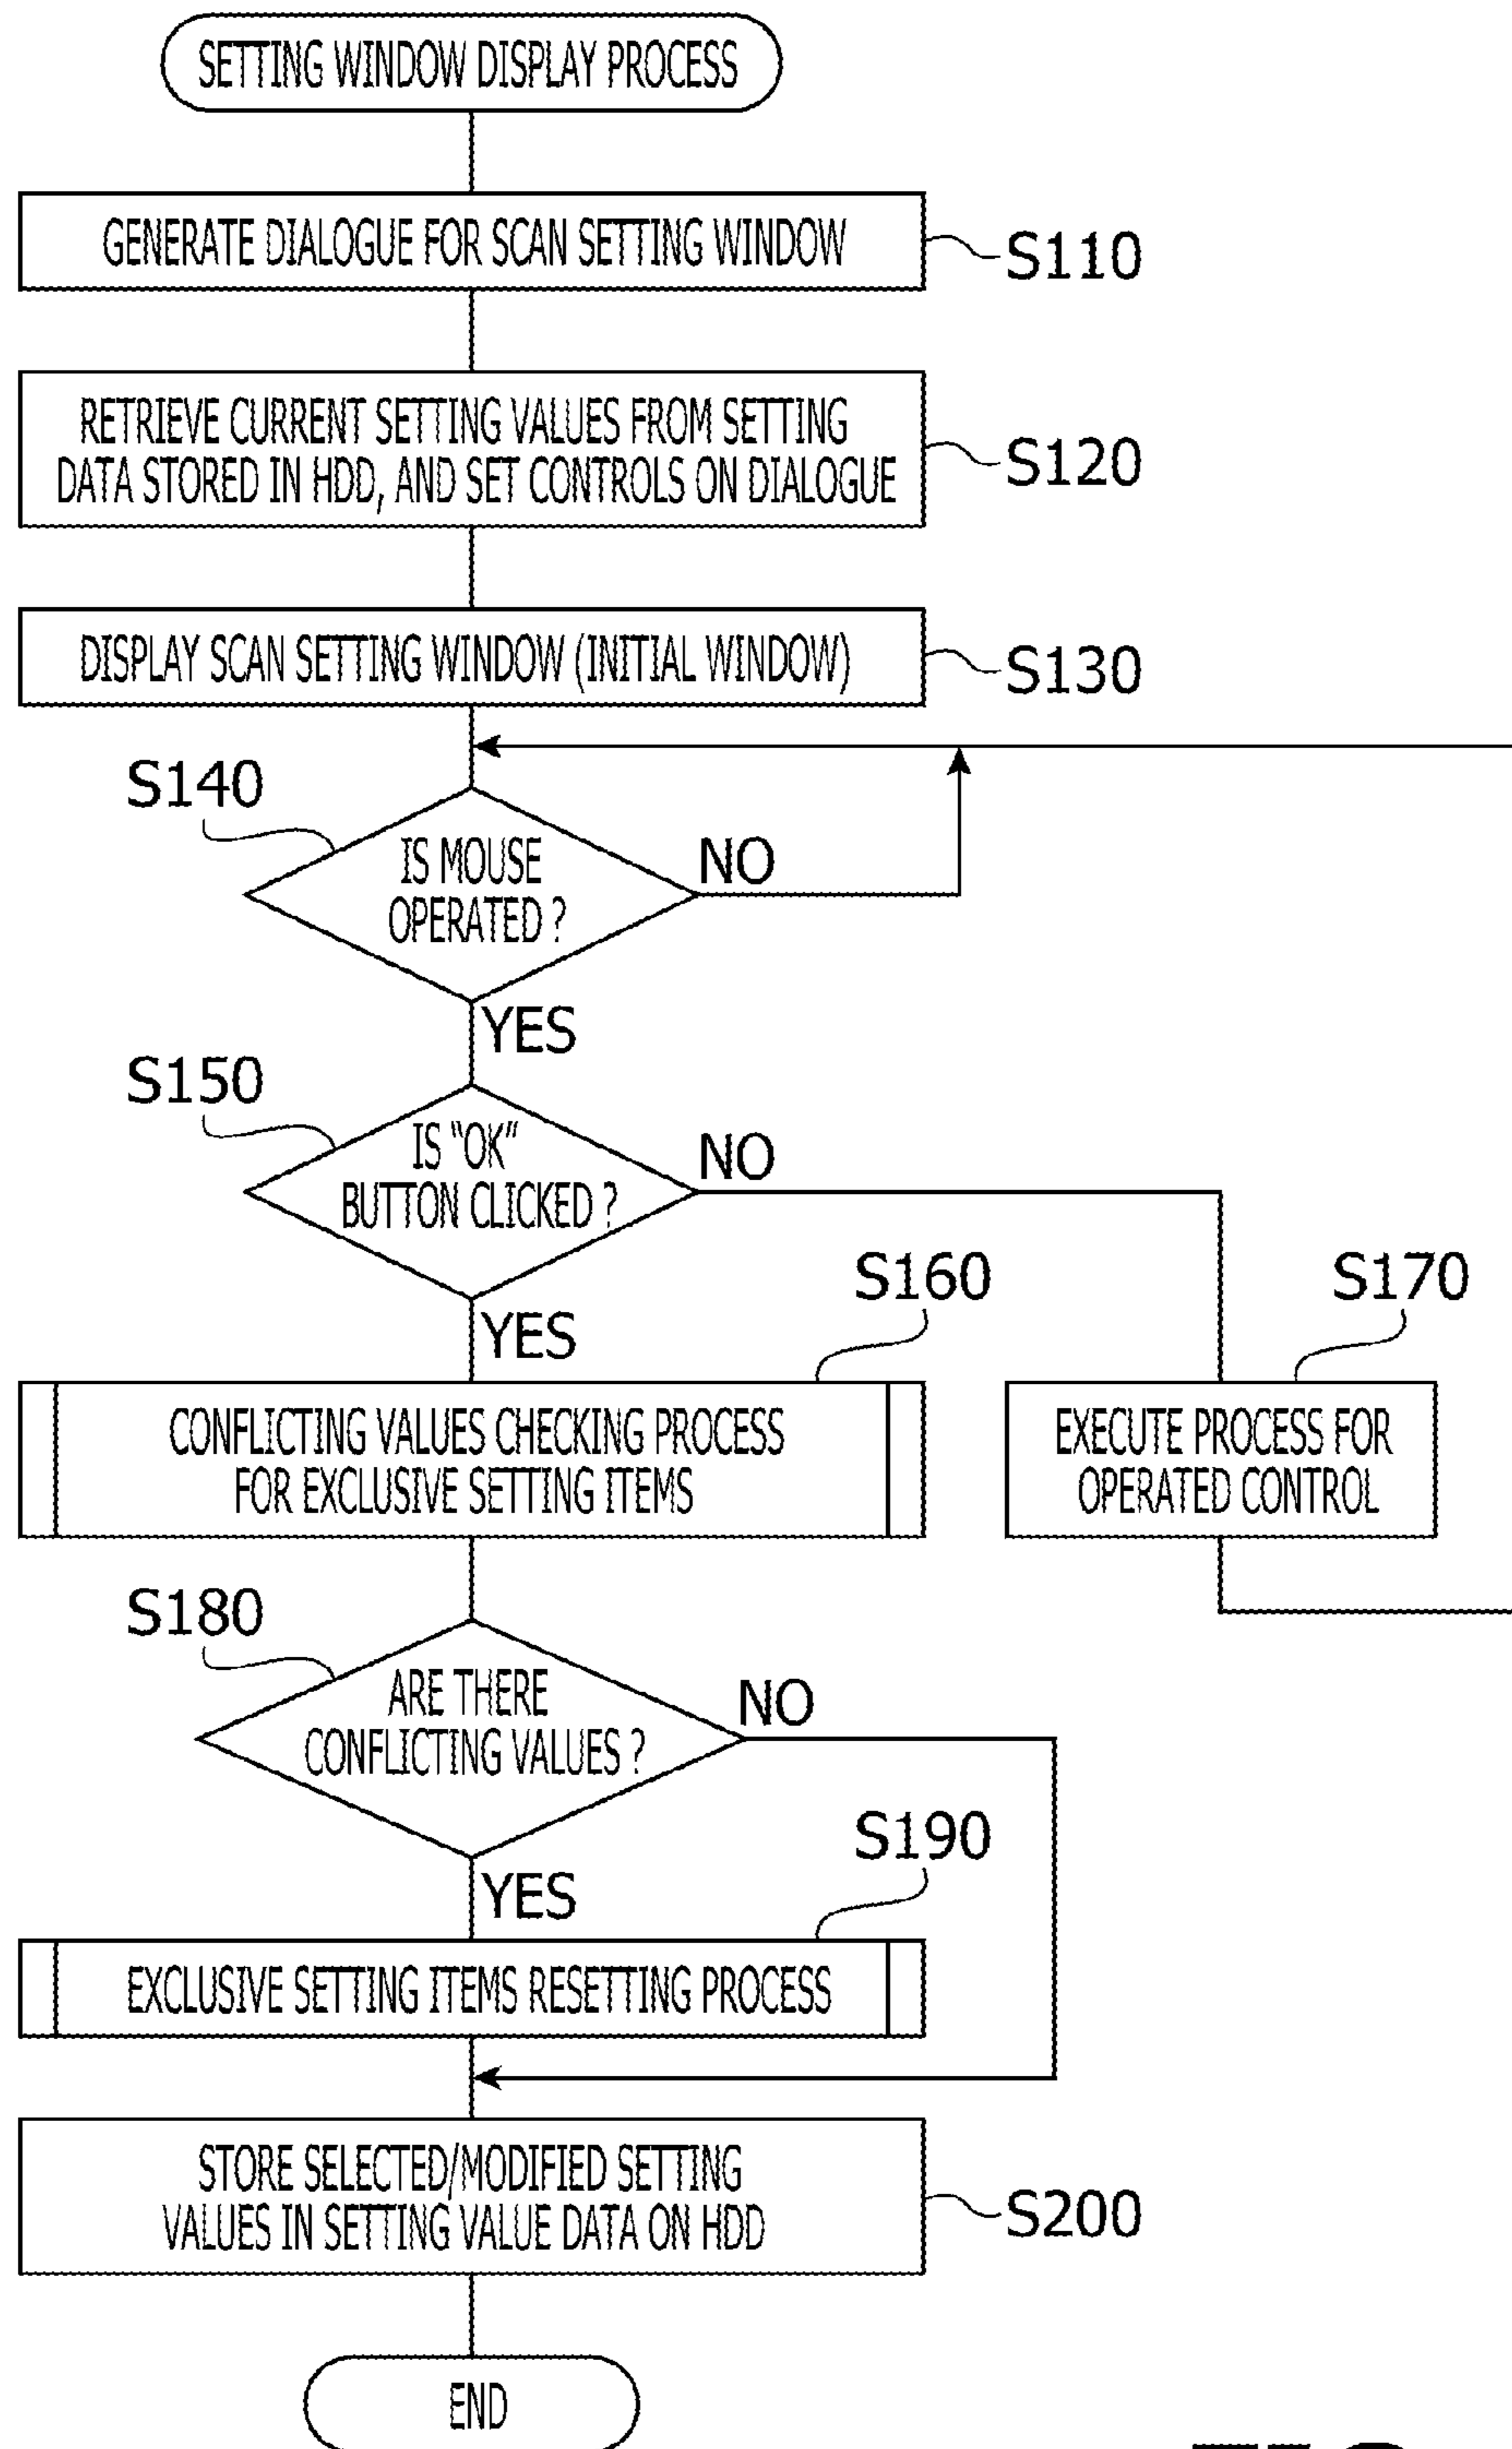 SETTING WINDOW DISPLAY PROCESS
GENERATE DIALOGUE FOR SCAN SETTING WINDOW
S110
RETRIEVE CURRENT SETTING VALUES FROM SETTING
DATA STORED IN HDD, AND SET CONTROLS ON DIALOGUE
S120
DISPLAY SCAN SETTING WINDOW (INITIAL WINDOW)
S130
S140
IS MOUSE
OPERATED ?
NO
YES
S150
IS “OK”
BUTTON CLICKED ?
NO
YES
S160
CONFLICTING VALUES CHECKING PROCESS
FOR EXCLUSIVE SETTING ITEMS
S170
EXECUTE PROCESS FOR
OPERATED CONTROL
S180
ARE THERE
CONFLICTING VALUES ?
NO
YES
S190
EXCLUSIVE SETTING ITEMS RESETTING PROCESS
STORE SELECTED/MODIFIED SETTING
VALUES IN SETTING VALUE DATA ON HDD
S200
END